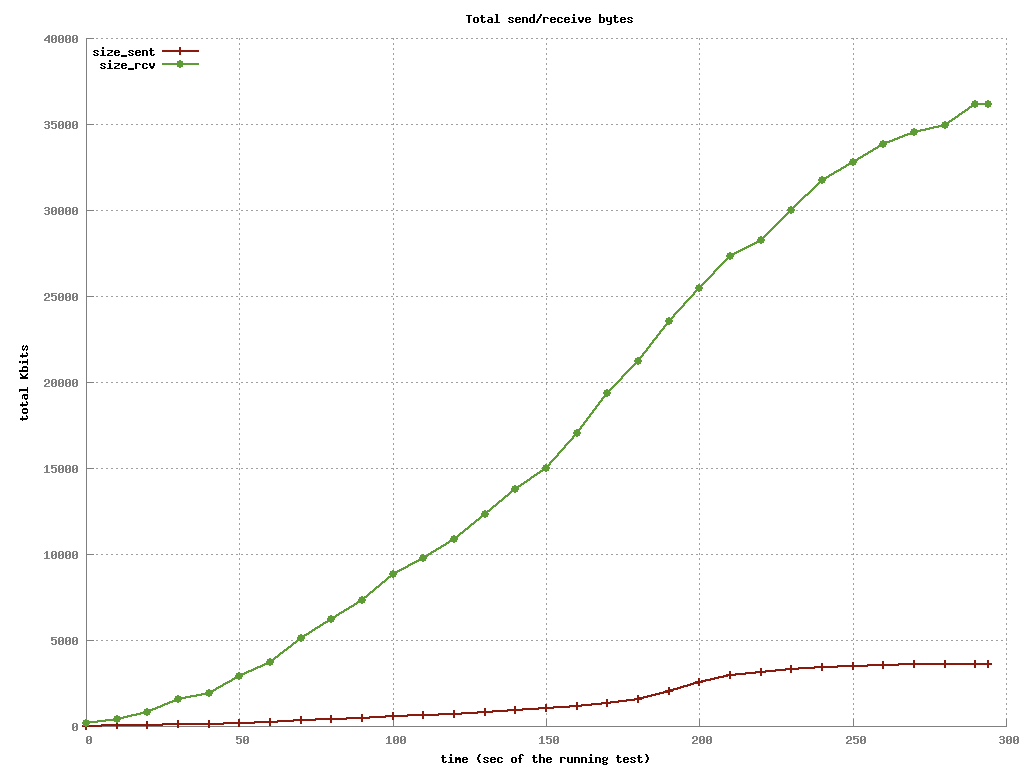 Total send/receive bytes
40000
size_sent
size_rcv
35000
30000
25000
total Kbits
20000
15000
10000
5000
0
0 50 100 150 200 250 300
time (sec of the running test)